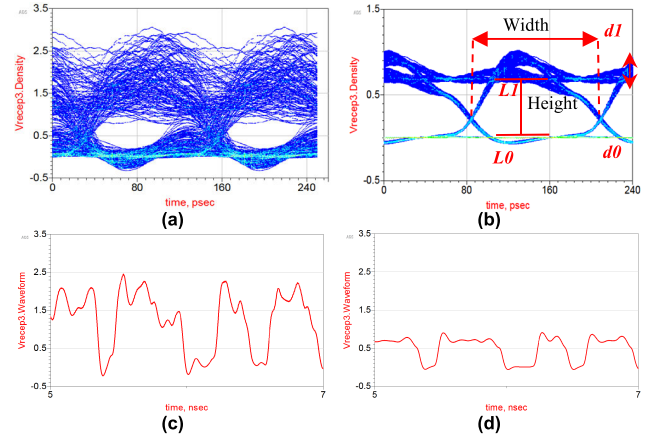 3.5
2.5
1.5
0.5
-0.5
0
80
160
240
Vrecep3.Density
time, psec
(a)
1.5
0.5
-0.5
0
80
160
240
Vrecep3.Density
time, psec
Width
d1
L1
Height
L0
d0
(b)
3.5
2.5
1.5
0.5
-0.5
5
7
Vrecep3.Waveform
time, nsec
(c)
3.5
2.5
1.5
0.5
-0.5
5
7
Vrecep3.Waveform
time, nsec
(d)